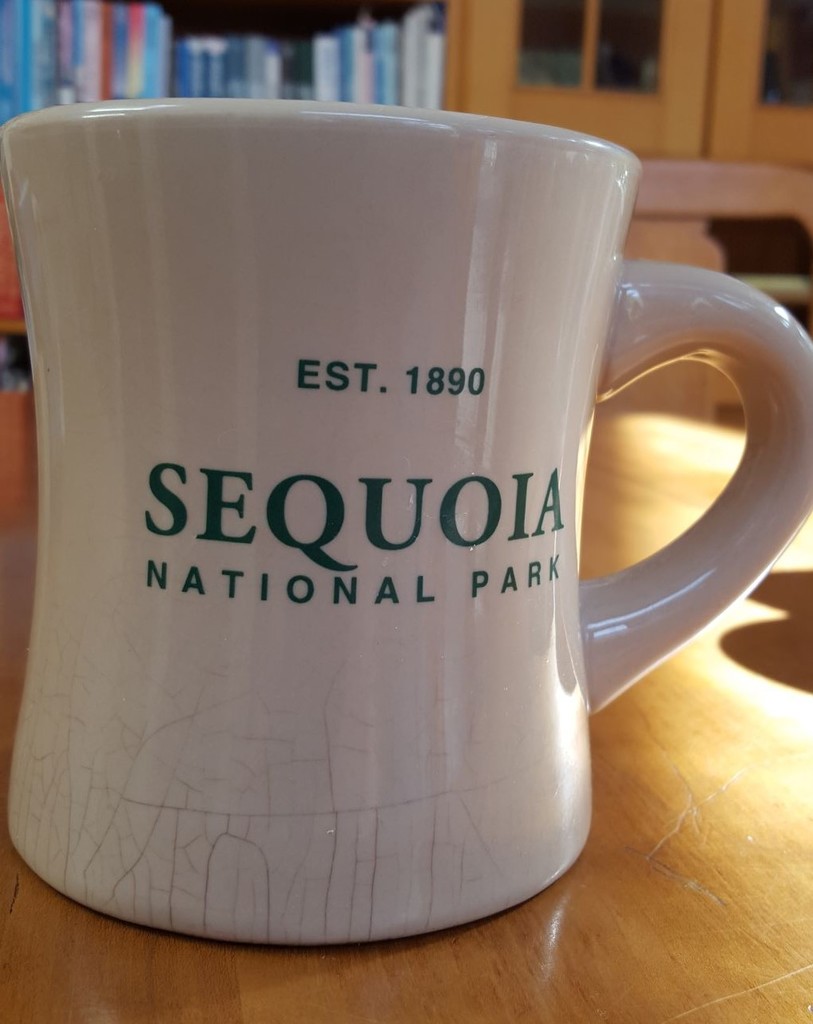 EST. 1890
SEQUOIA
NATIONAL PARK